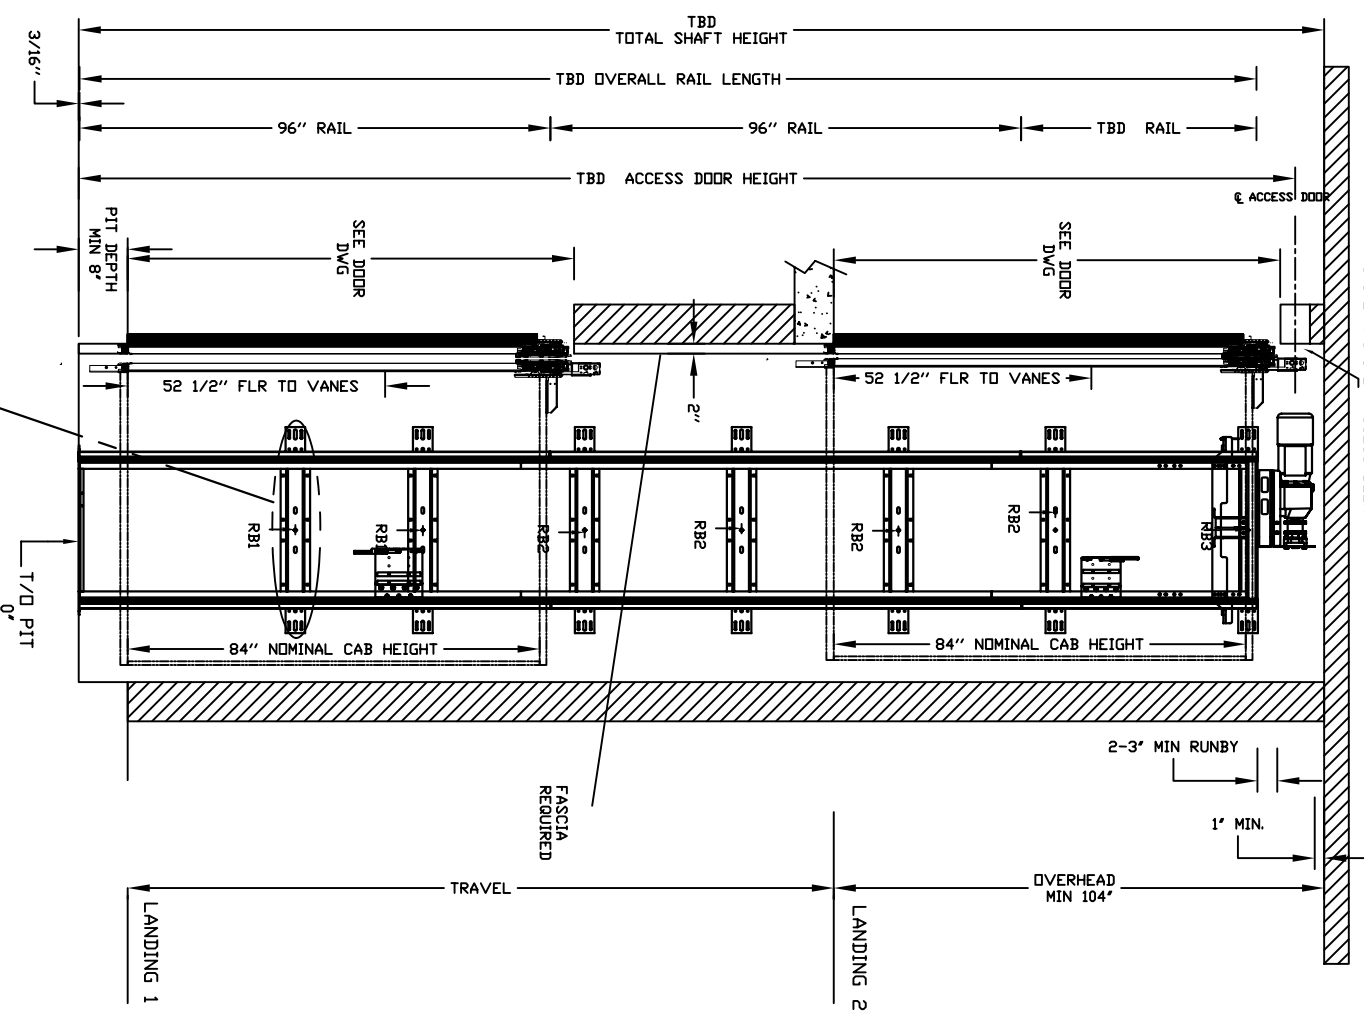 TBD
TOTAL SHAFT HEIGHT
3/16"
TBD OVERALL RAIL LENGTH
96" RAIL
96" RAIL
TBD RAIL
TBD ACCESS DOOR HEIGHT
℄ ACCESS DOOR
PIT DEPTH
MIN 8"
SEE DOOR
DWG
SEE DOOR
DWG
52 1/2" FLR TO VANES
2"
52 1/2" FLR TO VANES
RB1
RB1
RB2
RB2
RB2
RB2
RB3
T/O PIT
0"
84" NOMINAL CAB HEIGHT
84" NOMINAL CAB HEIGHT
2-3" MIN RUNBY
FASCIA
REQUIRED
1" MIN.
TRAVEL
OVERHEAD
MIN 104"
LANDING 1
LANDING 2